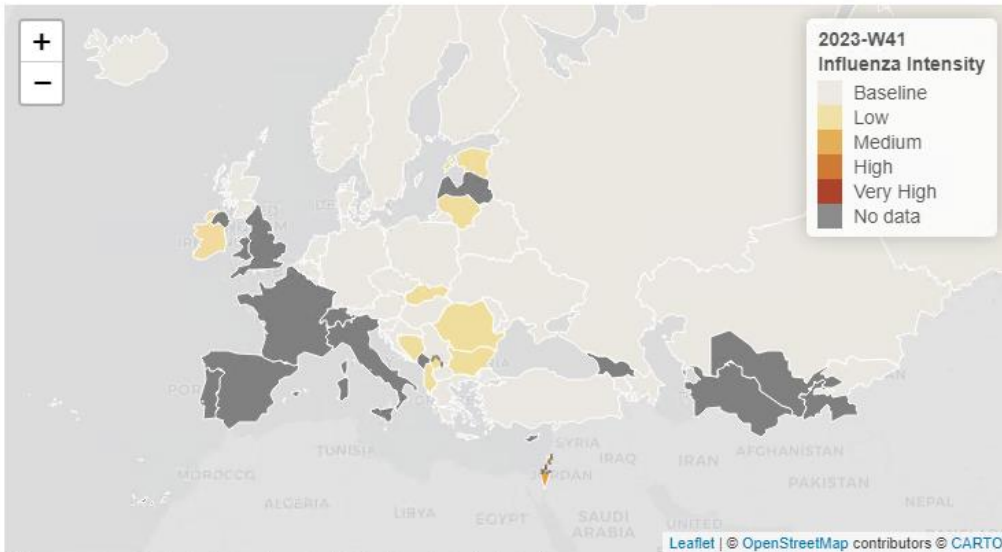 +
−
2023-W41
Influenza Intensity
Baseline
Low
Medium
High
Very High
No data
TUNISIA
MOROCCO
ALGERIA
LIBYA
EGYPT
SYRIA
IRAQ
IRAN
AFGHANISTAN
PAKISTAN
NEPAL
SAUDI
ARABIA
UNITED
Leaflet | © OpenStreetMap contributors © CARTO